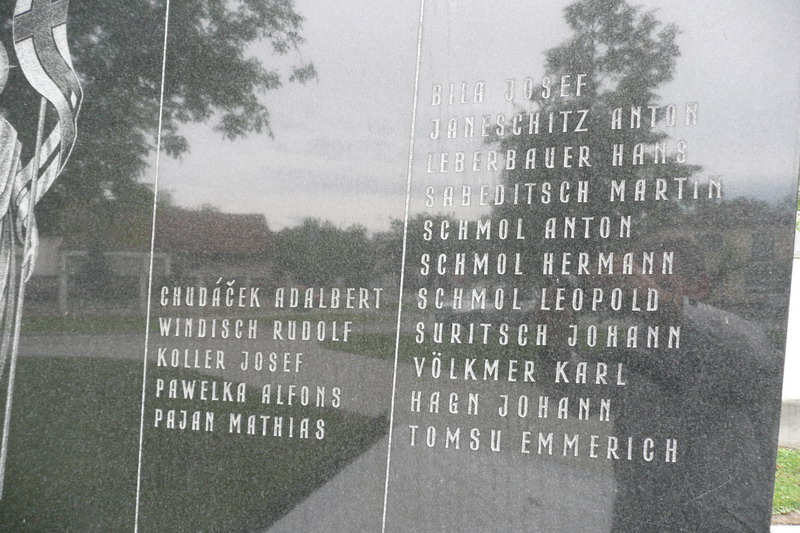 CHUDÁČEK ADALBERT
WINDISCH RUDOLF
KOLLER JOSEF
PAWELKA ALFONS
PAJAN MATHIAS
BILA JOSEF
JANESCHITZ ANTON
LEBERBAUER HANS
SABEDITSCH MARTIN
SCHMOL ANTON
SCHMOL HERMANN
SCHMOL LEOPOLD
SURITSCH JOHANN
VÖLKMER KARL
HAGN JOHANN
TOMSU EMMERICH